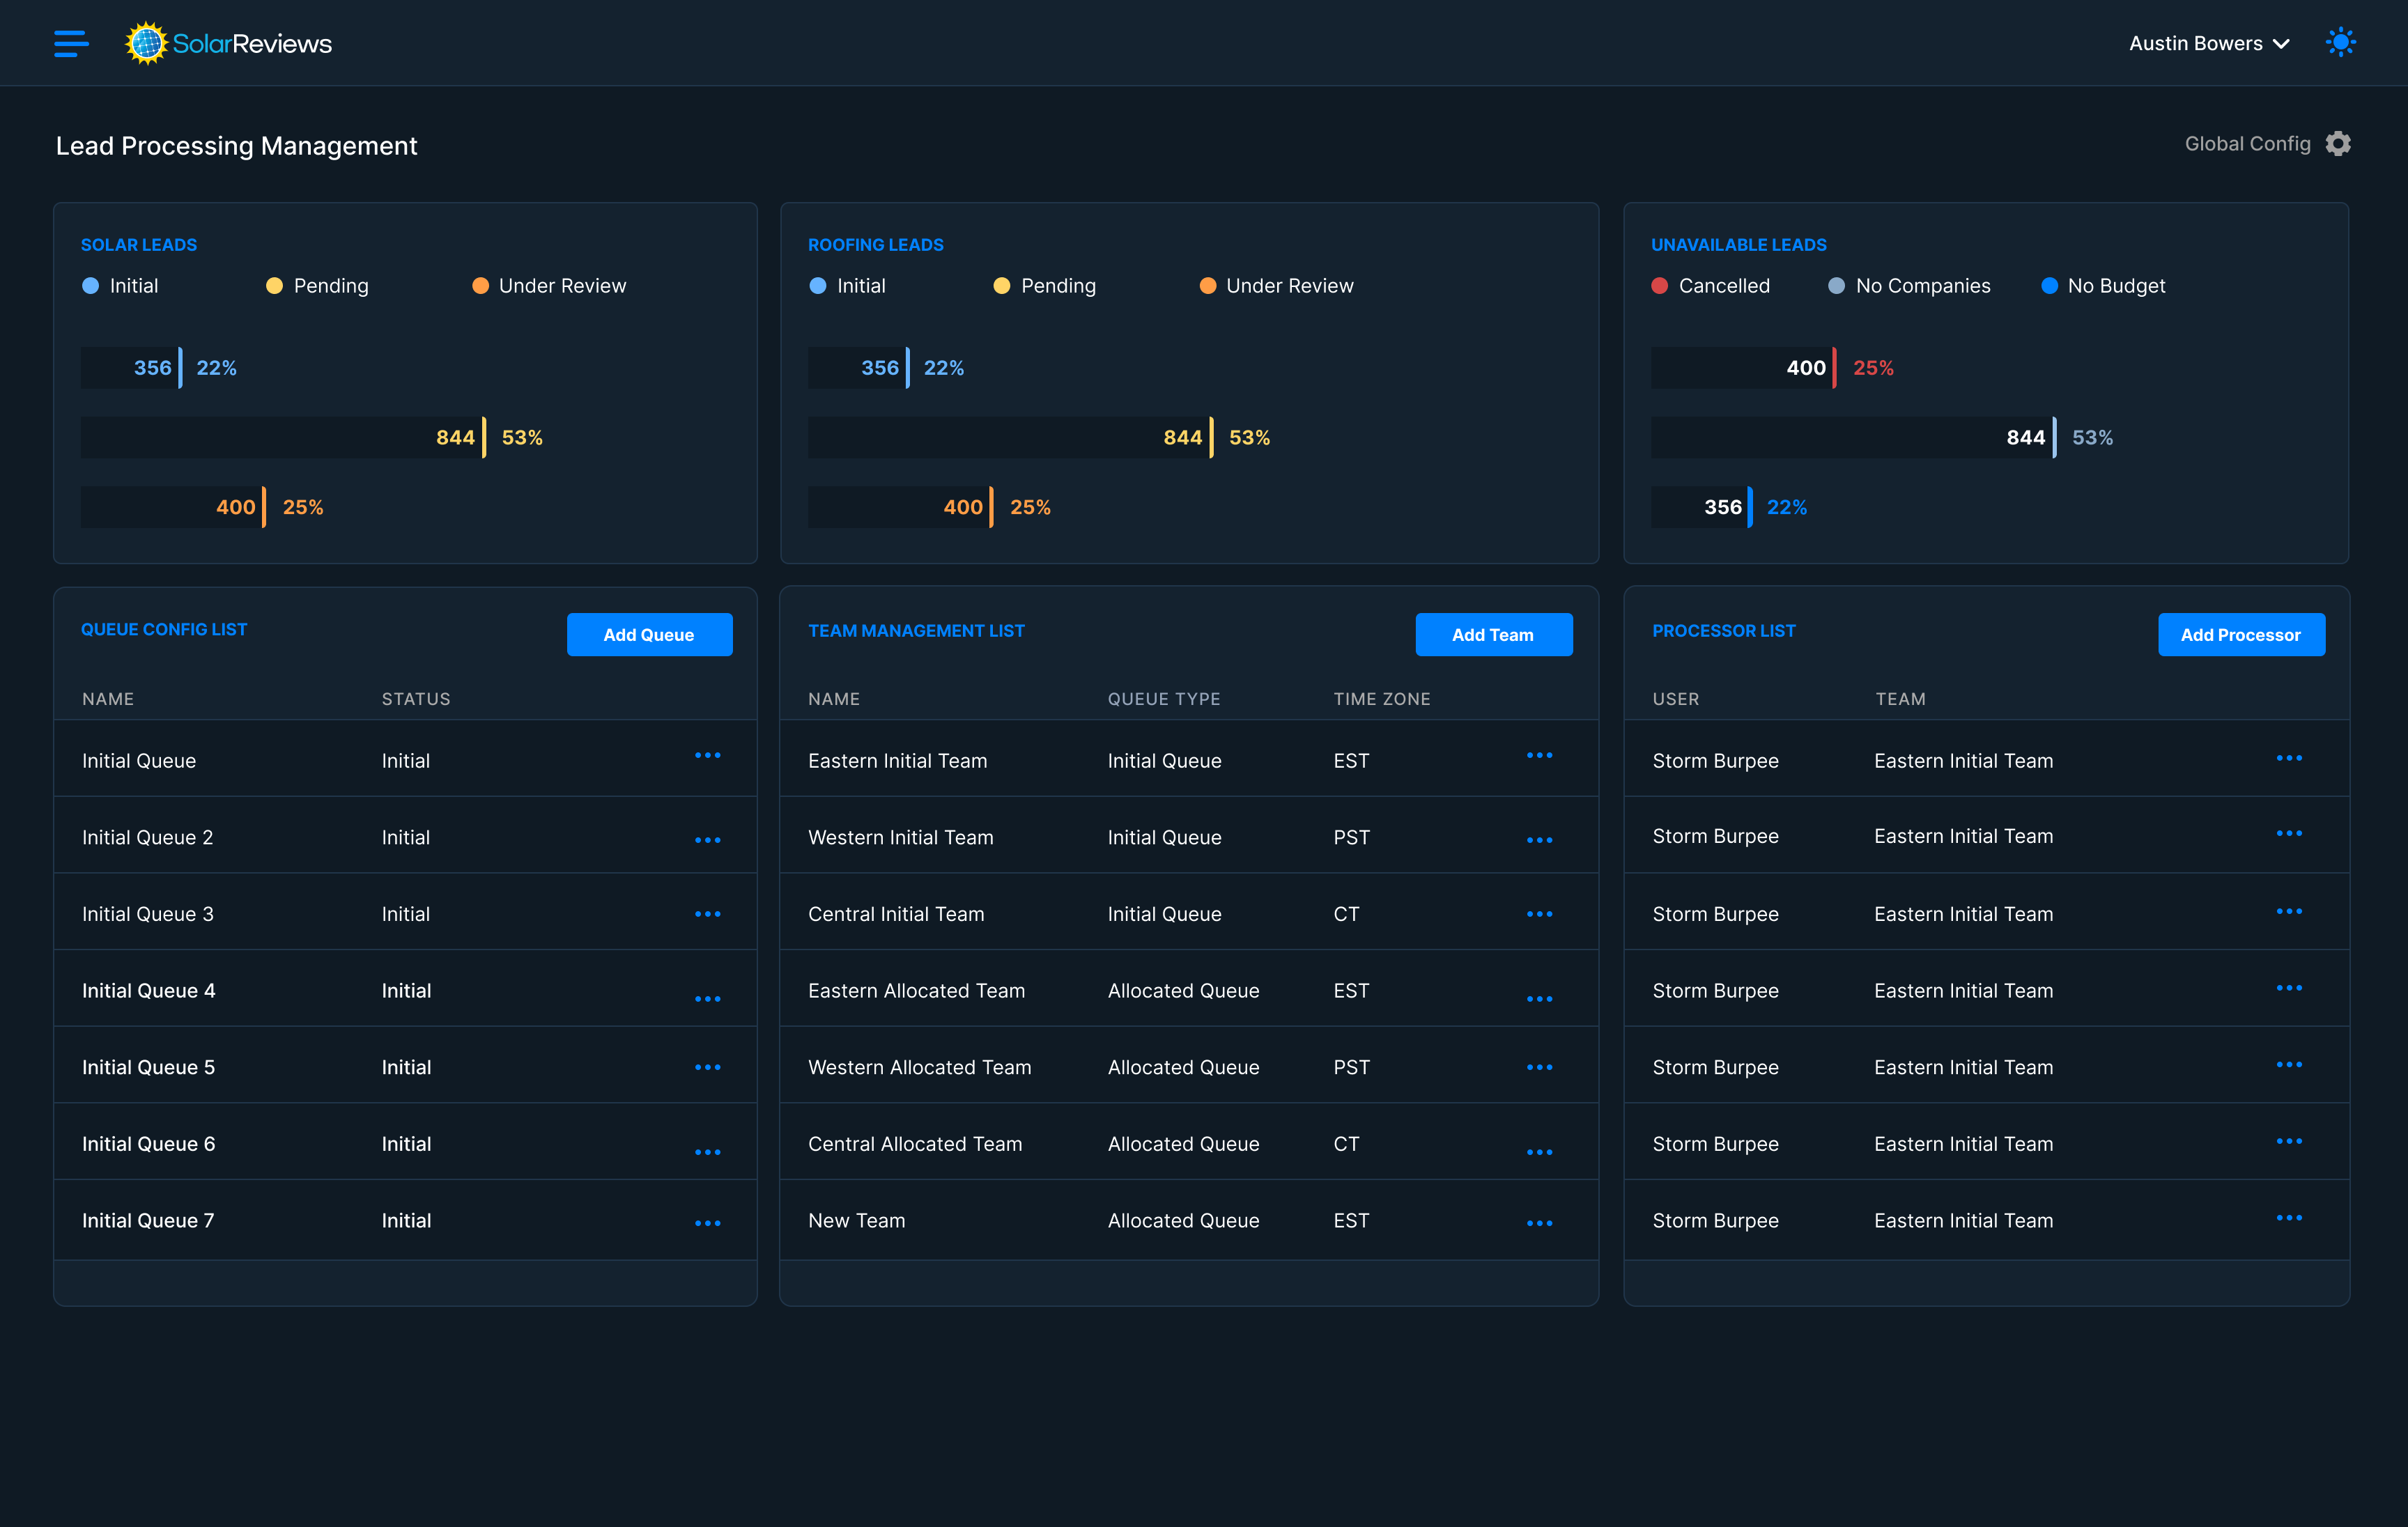 SolarReviews
Austin Bowers
Lead Processing Management
Global Config
SOLAR LEADS
Initial Pending Under Review
356 22%
844 53%
400 25%
ROOFING LEADS
Initial Pending Under Review
356 22%
844 53%
400 25%
UNAVAILABLE LEADS
Cancelled No Companies No Budget
400 25%
844 53%
356 22%
QUEUE CONFIG LIST Add Queue
NAME STATUS
Initial Queue Initial
Initial Queue 2 Initial
Initial Queue 3 Initial
Initial Queue 4 Initial
Initial Queue 5 Initial
Initial Queue 6 Initial
Initial Queue 7 Initial
TEAM MANAGEMENT LIST Add Team
NAME QUEUE TYPE TIME ZONE
Eastern Initial Team Initial Queue EST
Western Initial Team Initial Queue PST
Central Initial Team Initial Queue CT
Eastern Allocated Team Allocated Queue EST
Western Allocated Team Allocated Queue PST
Central Allocated Team Allocated Queue CT
New Team Allocated Queue EST
PROCESSOR LIST Add Processor
USER TEAM
Storm Burpee Eastern Initial Team
Storm Burpee Eastern Initial Team
Storm Burpee Eastern Initial Team
Storm Burpee Eastern Initial Team
Storm Burpee Eastern Initial Team
Storm Burpee Eastern Initial Team
Storm Burpee Eastern Initial Team